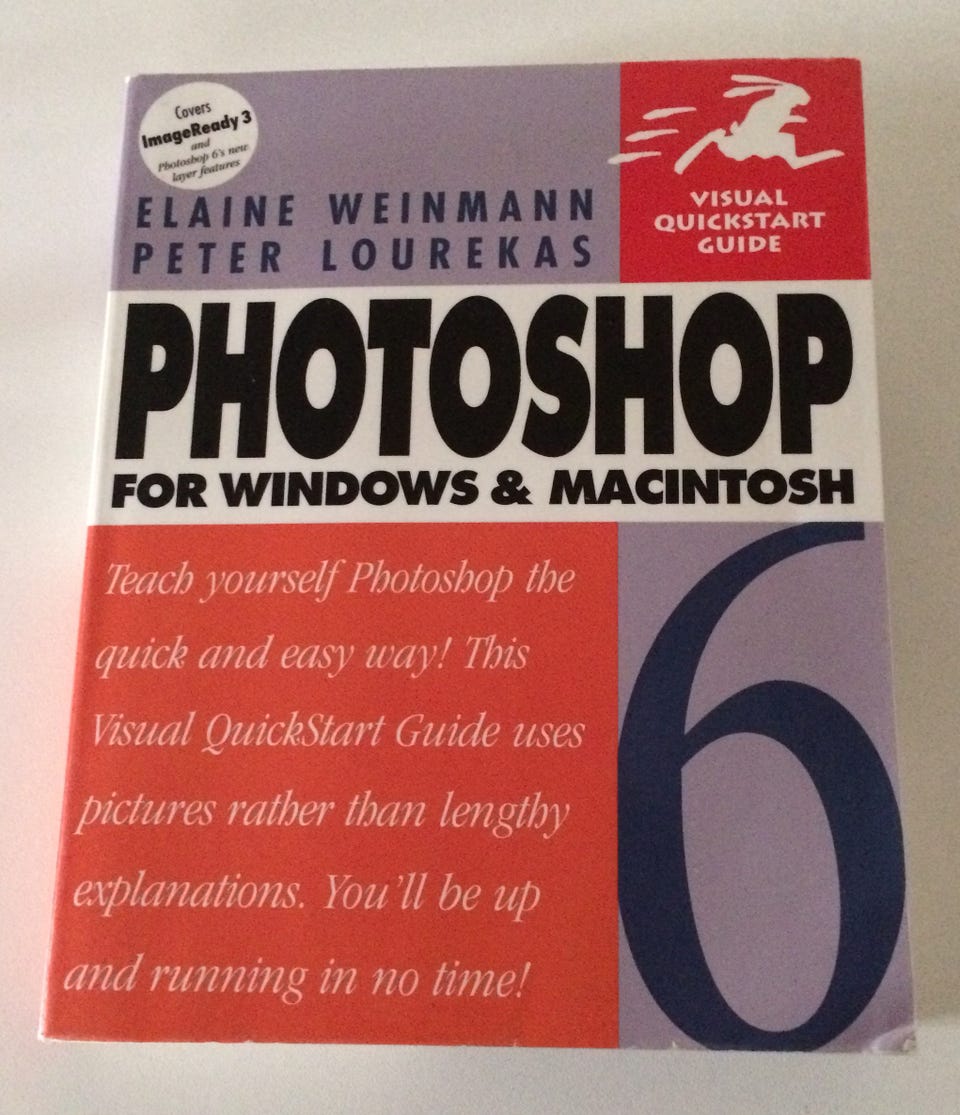 Covers
ImageReady 3
and
Photoshop 6's new
layer features
ELAINE WEINMANN
PETER LOUREKAS
VISUAL
QUICKSTART
GUIDE
PHOTOSHOP
FOR WINDOWS & MACINTOSH
6
Teach yourself Photoshop the
quick and easy way! This
Visual QuickStart Guide uses
pictures rather than lengthy
explanations. You'll be up
and running in no time!